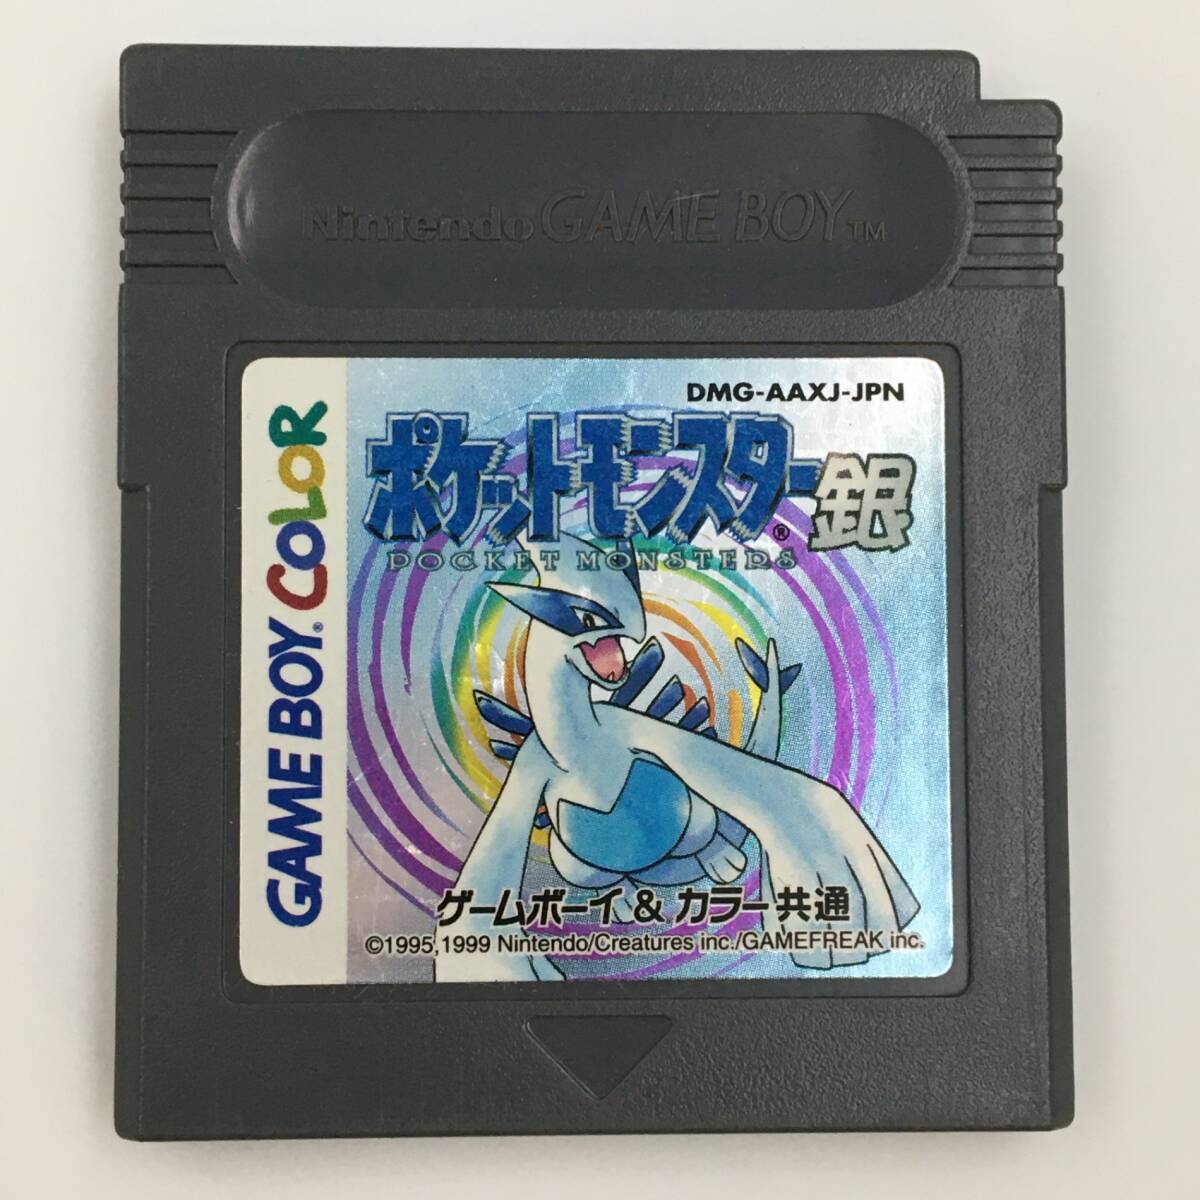 Nintendo GAME BOY™
DMG-AAXJ-JPN
ポケットモンスター®銀
POCKET MONSTERS
GAME BOY® COLOR
ゲームボーイ & カラー共通
©1995,1999 Nintendo/Creatures inc./GAMEFREAK inc.